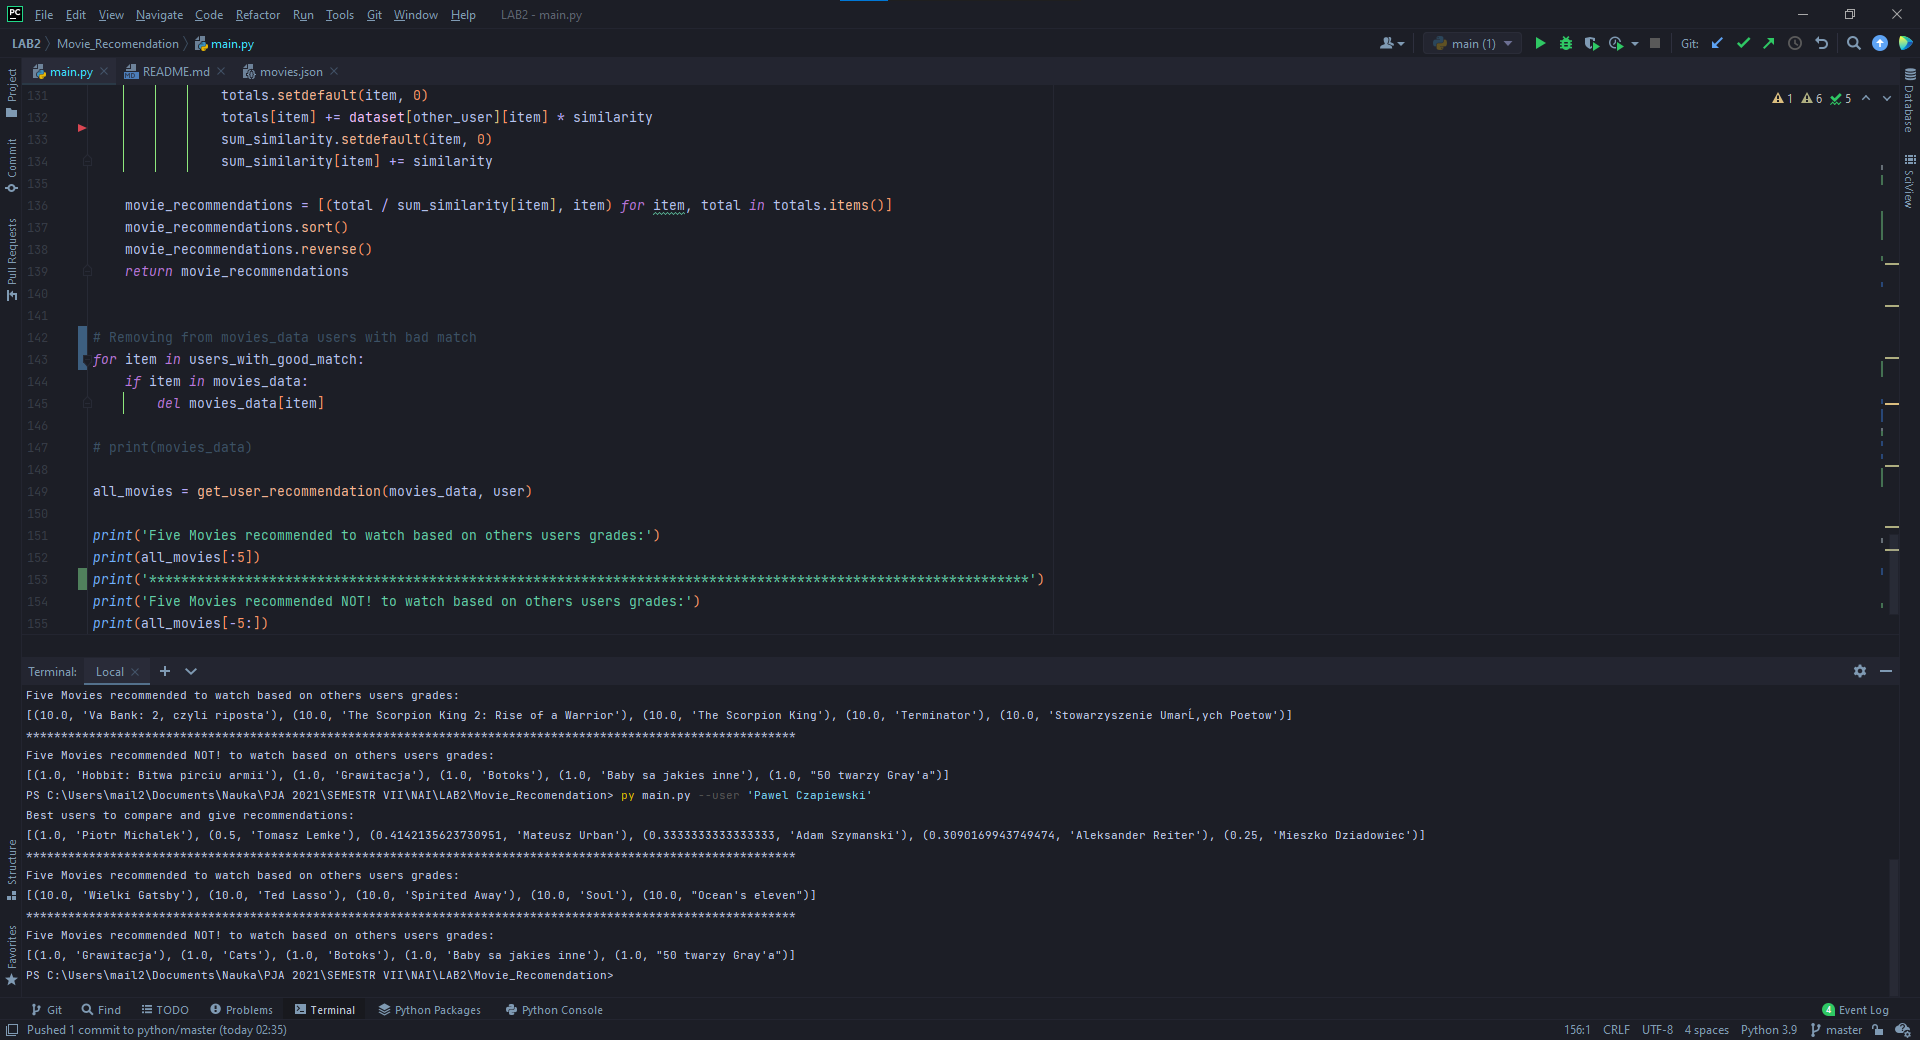 PC File Edit View Navigate Code Refactor Run Tools Git Window Help LAB2 - main.py
LAB2 Movie_Recomendation main.py main (1) Git:
main.py README.md movies.json
Project
Commit
Pull Requests
Structure
Favorites
Database
SciView
1 6 5
131 totals.setdefault(item, 0)
132 totals[item] += dataset[other_user][item] * similarity
133 sum_similarity.setdefault(item, 0)
134 sum_similarity[item] += similarity
135
136 movie_recommendations = [(total / sum_similarity[item], item) for item, total in totals.items()]
137 movie_recommendations.sort()
138 movie_recommendations.reverse()
139 return movie_recommendations
140
141
142 # Removing from movies_data users with bad match
143 for item in users_with_good_match:
144 if item in movies_data:
145 del movies_data[item]
146
147 # print(movies_data)
148
149 all_movies = get_user_recommendation(movies_data, user)
150
151 print('Five Movies recommended to watch based on others users grades:')
152 print(all_movies[:5])
153 print('**************************************************************************************************************')
154 print('Five Movies recommended NOT! to watch based on others users grades:')
155 print(all_movies[-5:])
Terminal: Local
Five Movies recommended to watch based on others users grades:
[(10.0, 'Va Bank: 2, czyli riposta'), (10.0, 'The Scorpion King 2: Rise of a Warrior'), (10.0, 'The Scorpion King'), (10.0, 'Terminator'), (10.0, 'Stowarzyszenie UmarĹ‚ych Poetow')]
**************************************************************************************************************
Five Movies recommended NOT! to watch based on others users grades:
[(1.0, 'Hobbit: Bitwa pirciu armii'), (1.0, 'Grawitacja'), (1.0, 'Botoks'), (1.0, 'Baby sa jakies inne'), (1.0, "50 twarzy Gray'a")]
PS C:\Users\mail2\Documents\Nauka\PJA 2021\SEMESTR VII\NAI\LAB2\Movie_Recomendation> py main.py --user 'Pawel Czapiewski'
Best users to compare and give recommendations:
[(1.0, 'Piotr Michalek'), (0.5, 'Tomasz Lemke'), (0.4142135623730951, 'Mateusz Urban'), (0.3333333333333333, 'Adam Szymanski'), (0.3090169943749474, 'Aleksander Reiter'), (0.25, 'Mieszko Dziadowiec')]
**************************************************************************************************************
Five Movies recommended to watch based on others users grades:
[(10.0, 'Wielki Gatsby'), (10.0, 'Ted Lasso'), (10.0, 'Spirited Away'), (10.0, 'Soul'), (10.0, "Ocean's eleven")]
**************************************************************************************************************
Five Movies recommended NOT! to watch based on others users grades:
[(1.0, 'Grawitacja'), (1.0, 'Cats'), (1.0, 'Botoks'), (1.0, 'Baby sa jakies inne'), (1.0, "50 twarzy Gray'a")]
PS C:\Users\mail2\Documents\Nauka\PJA 2021\SEMESTR VII\NAI\LAB2\Movie_Recomendation>
Git Find TODO Problems Terminal Python Packages Python Console 4 Event Log
Pushed 1 commit to python/master (today 02:35) 156:1 CRLF UTF-8 4 spaces Python 3.9 master